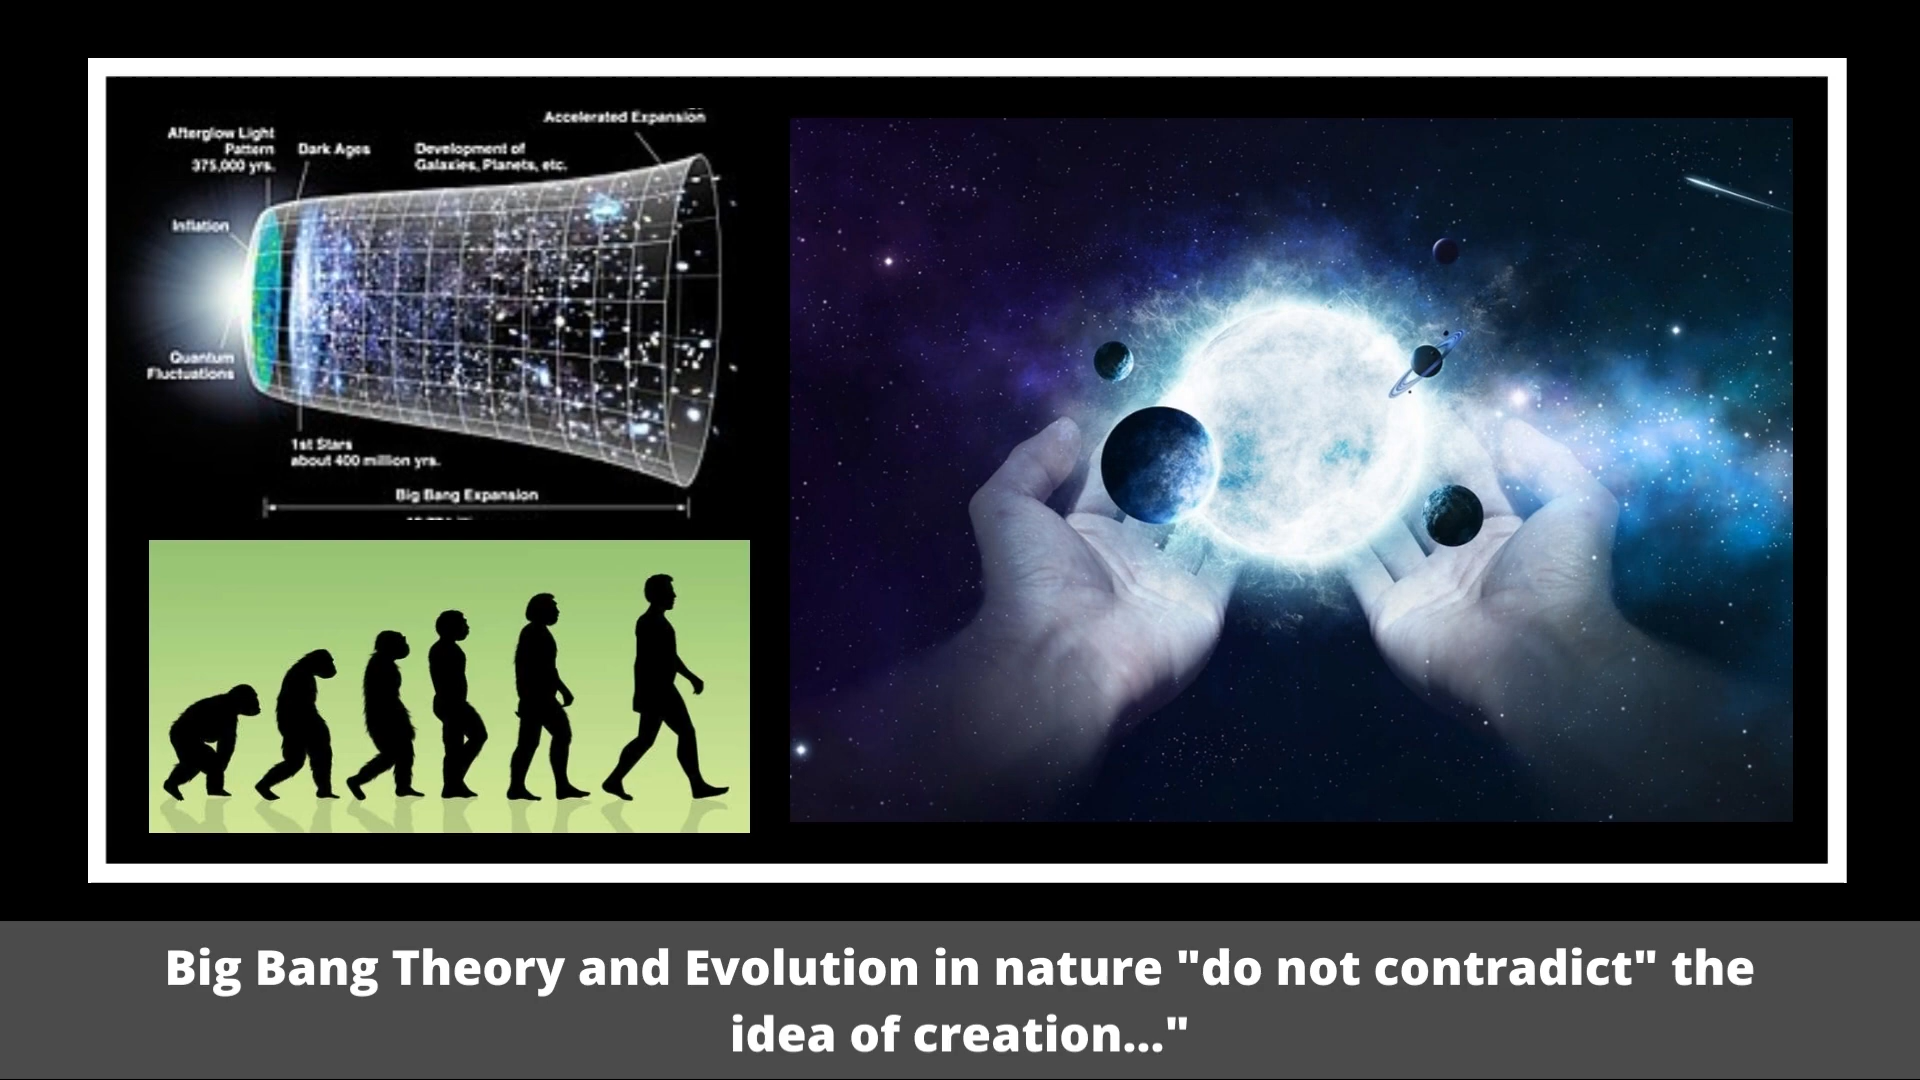 Accelerated Expansion
Afterglow Light
Pattern
375,000 yrs.
Dark Ages
Development of
Galaxies, Planets, etc.
Inflation
Quantum
Fluctuations
1st Stars
about 400 million yrs.
Big Bang Expansion
Big Bang Theory and Evolution in nature "do not contradict" the
idea of creation..."